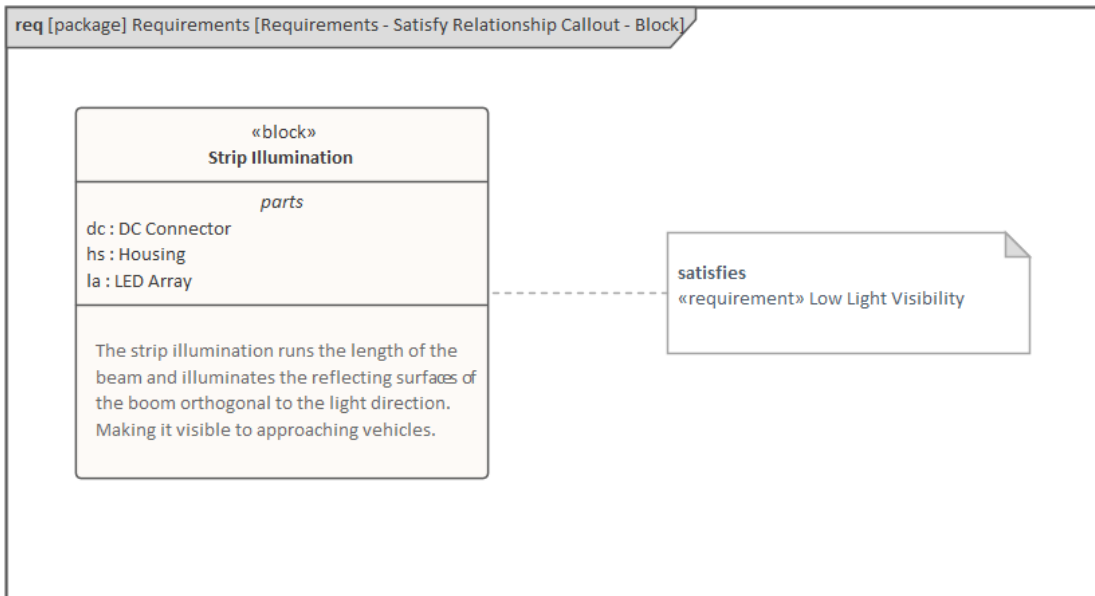 req [package] Requirements [Requirements - Satisfy Relationship Callout - Block]
«block»
Strip Illumination
parts
dc : DC Connector
hs : Housing
la : LED Array
The strip illumination runs the length of the
beam and illuminates the reflecting surfaces of
the boom orthogonal to the light direction.
Making it visible to approaching vehicles.
satisfies
«requirement» Low Light Visibility